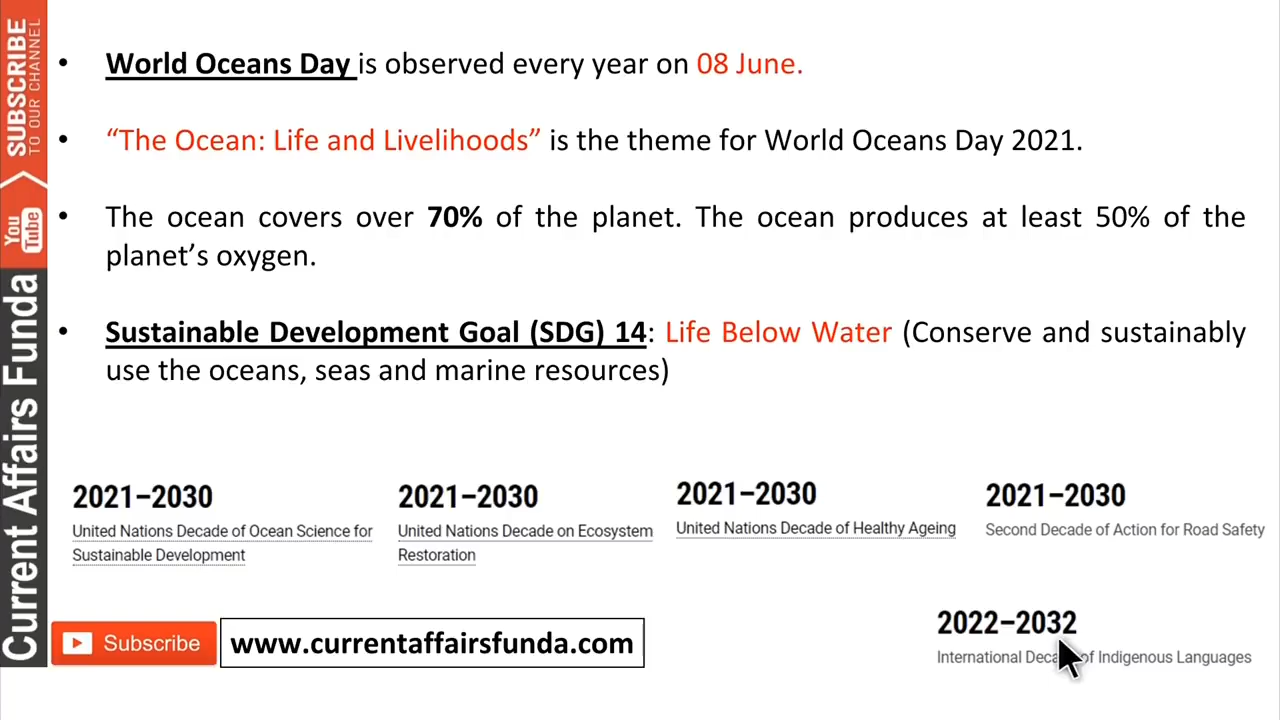 SUBSCRIBE
TO OUR CHANNEL
You Tube
Current Affairs Funda
• World Oceans Day is observed every year on 08 June.
• “The Ocean: Life and Livelihoods” is the theme for World Oceans Day 2021.
• The ocean covers over 70% of the planet. The ocean produces at least 50% of the
planet’s oxygen.
• Sustainable Development Goal (SDG) 14: Life Below Water (Conserve and sustainably
use the oceans, seas and marine resources)
2021–2030
United Nations Decade of Ocean Science for
Sustainable Development
2021–2030
United Nations Decade on Ecosystem
Restoration
2021–2030
United Nations Decade of Healthy Ageing
2021–2030
Second Decade of Action for Road Safety
2022–2032
International Decade of Indigenous Languages
Subscribe
www.currentaffairsfunda.com